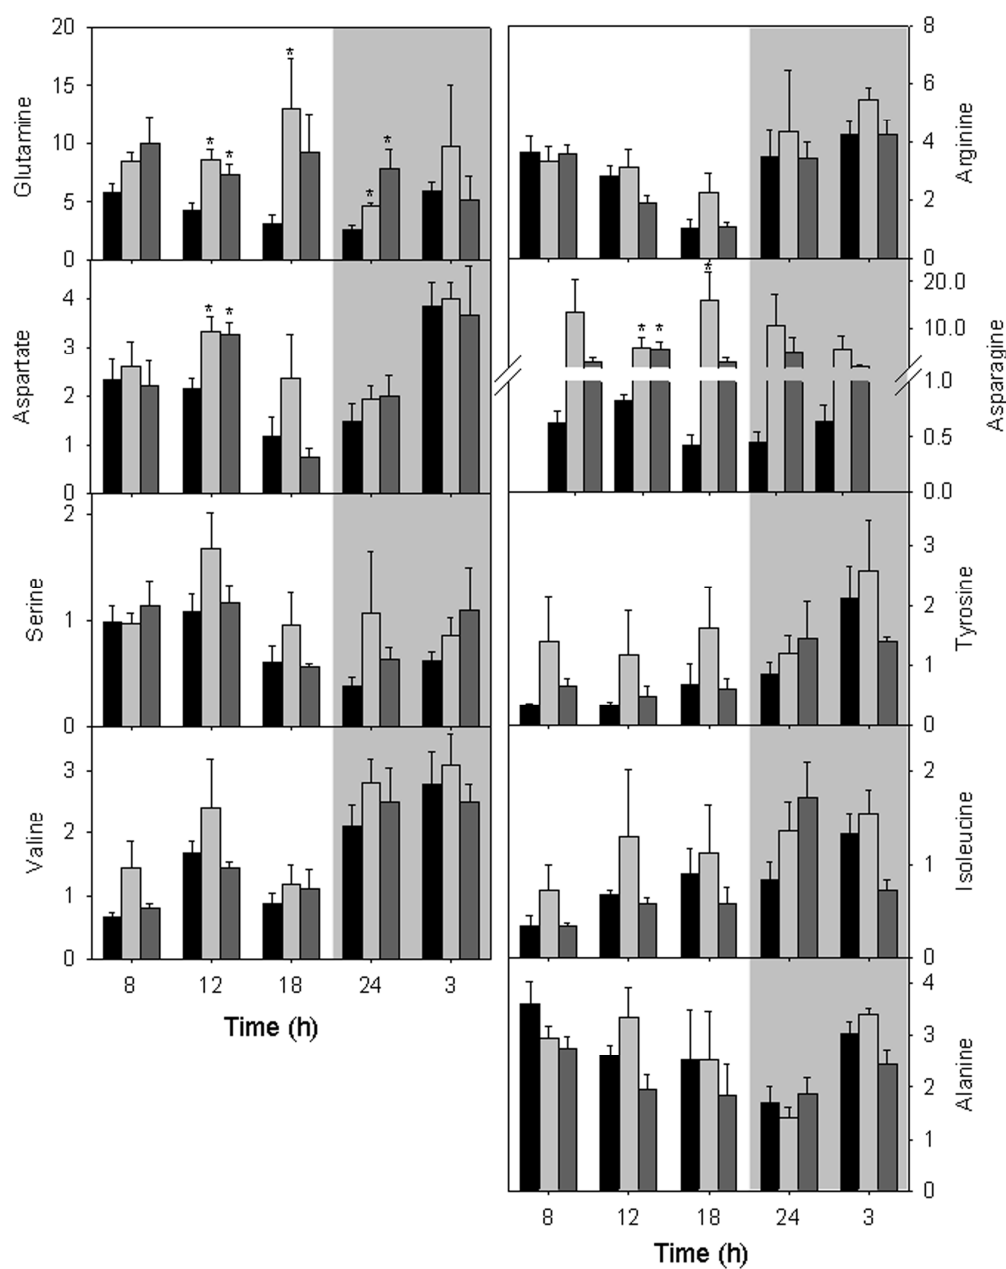 Glutamine
20
15
10
5
0
* * * * *
Aspartate
4
3
2
1
0
* *
Serine
2
1
0
Valine
3
2
1
0
8 12 18 24 3
Time (h)
Arginine
8
6
4
2
0
Asparagine
20.0
10.0
1.0
0.5
0.0
* * *
Tyrosine
3
2
1
0
Isoleucine
2
1
0
Alanine
4
3
2
1
0
8 12 18 24 3
Time (h)